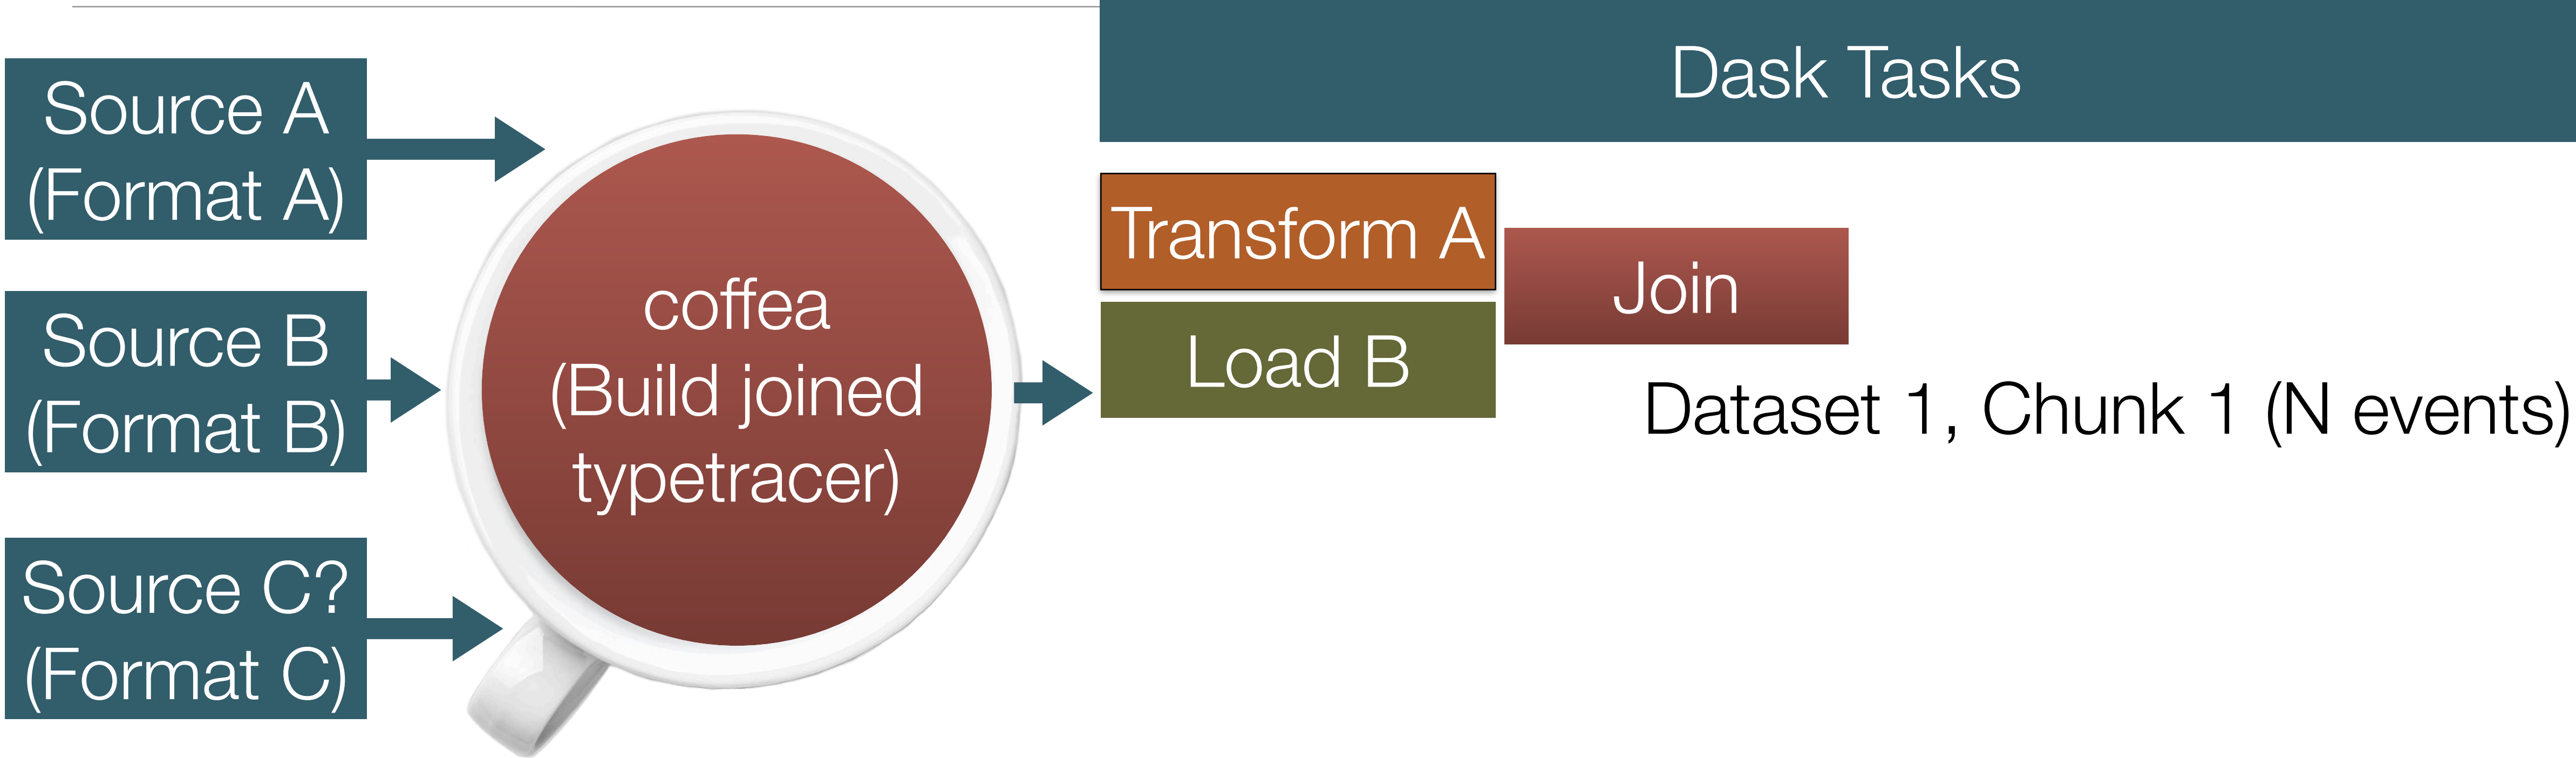 Source A
(Format A)
Source B
(Format B)
Source C?
(Format C)
coffea
(Build joined
typetracer)
Dask Tasks
Transform A
Load B
Join
Dataset 1, Chunk 1 (N events)